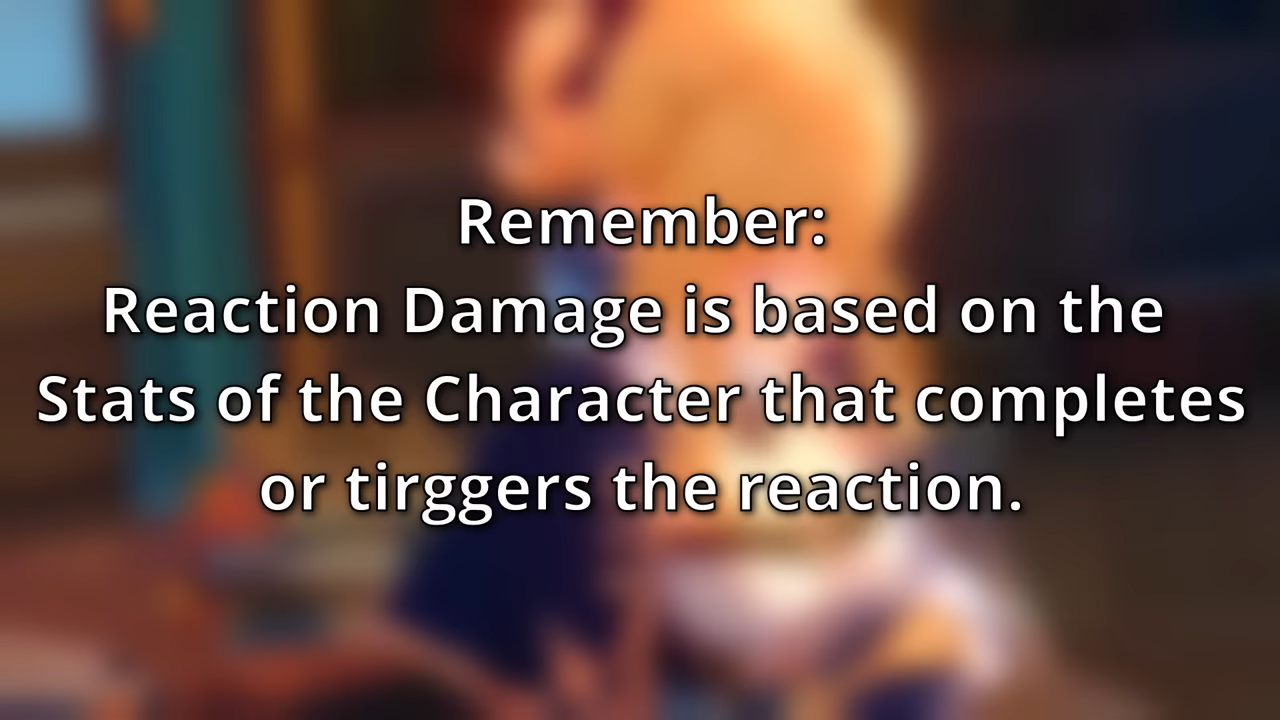 Remember:
Reaction Damage is based on the
Stats of the Character that completes
or tirggers the reaction.